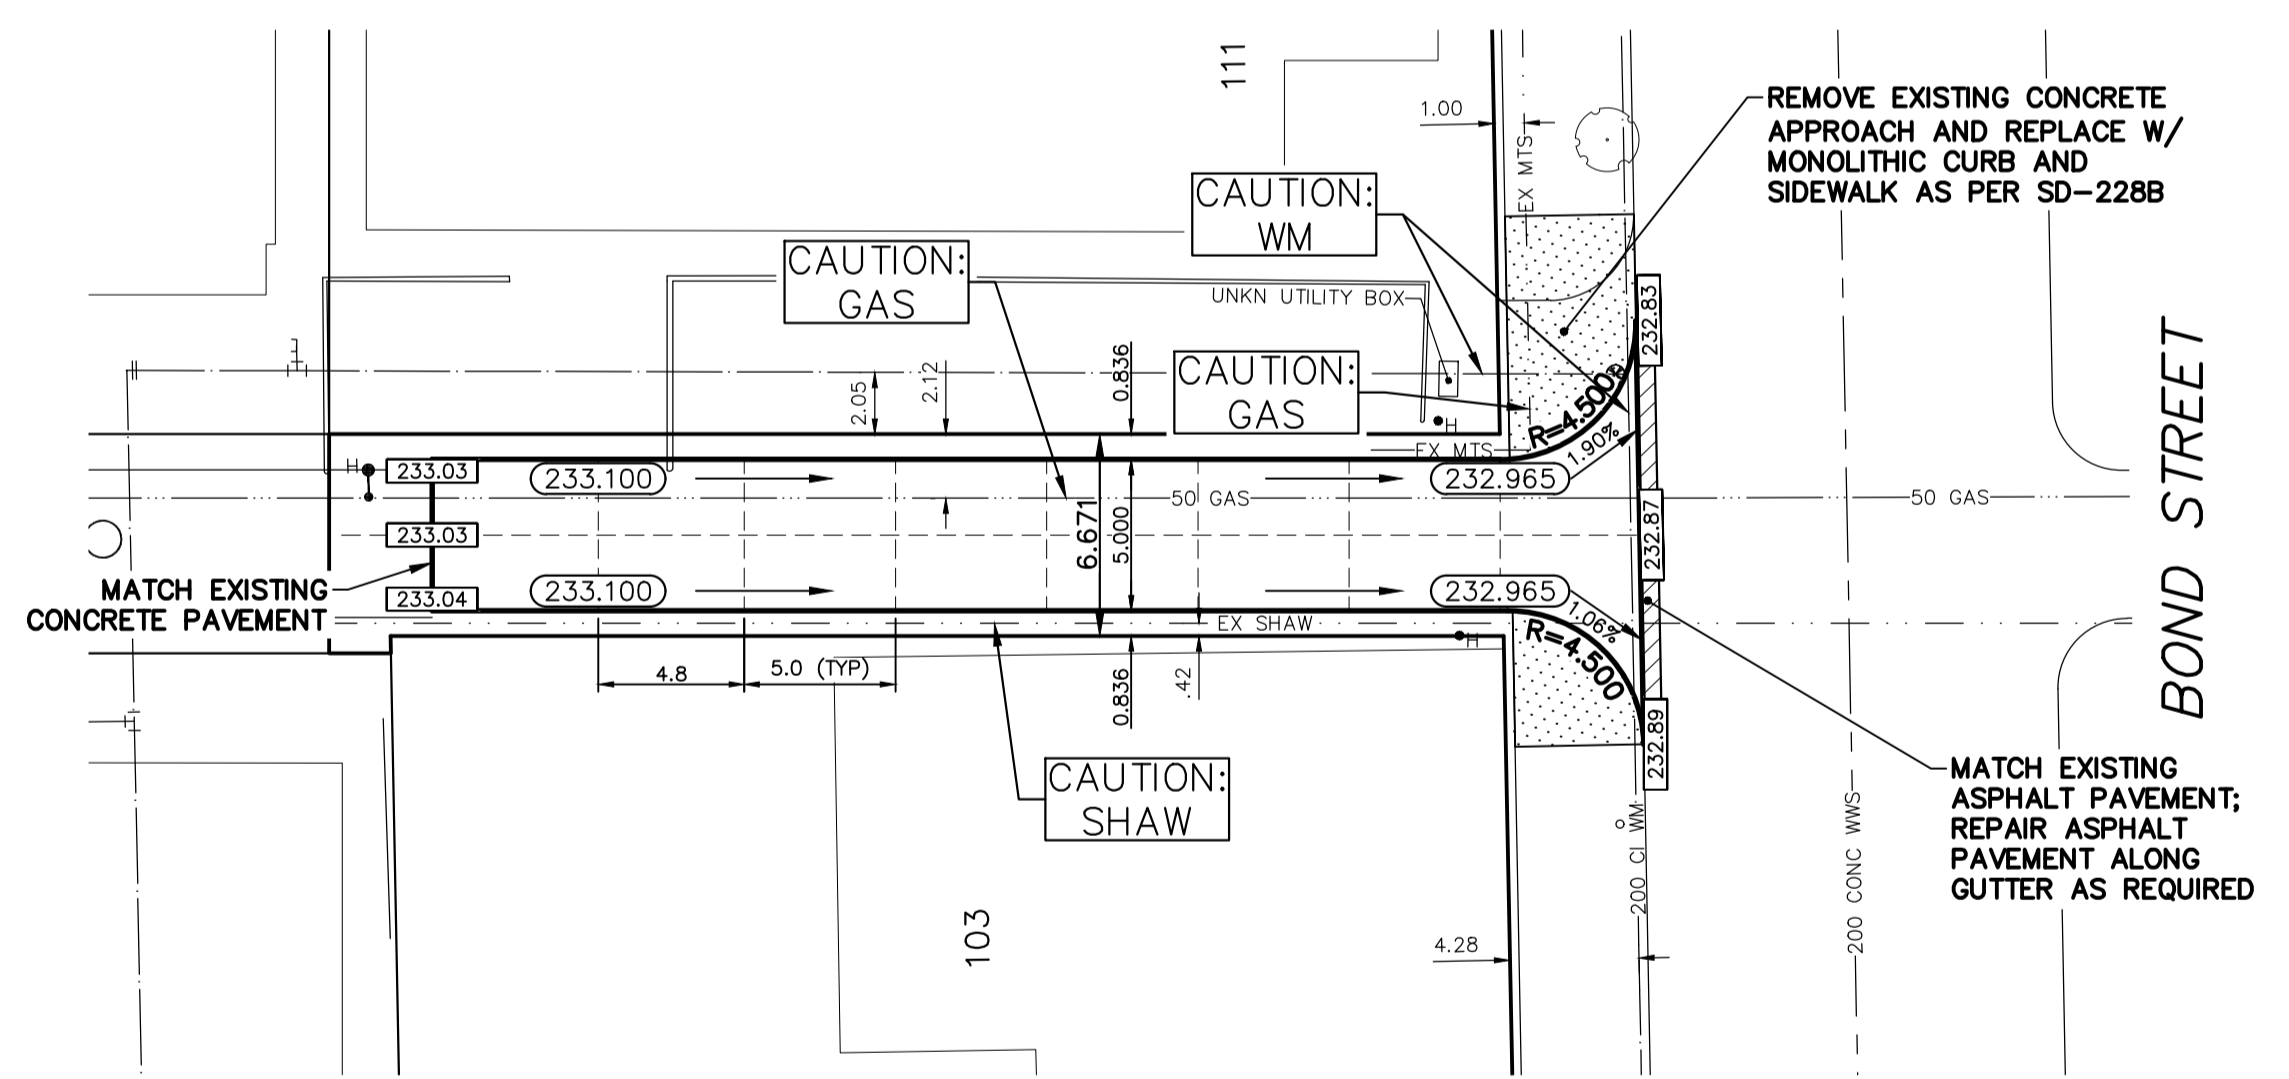 111
1.00
EX MTS
REMOVE EXISTING CONCRETE
APPROACH AND REPLACE W/
MONOLITHIC CURB AND
SIDEWALK AS PER SD-228B
CAUTION:
WM
CAUTION:
GAS
UNKN UTILITY BOX
232.83
2.05
2.12
0.836
CAUTION:
GAS
R=4.500
1.90%
H
EX MTS
H
233.03
233.100
232.965
50 GAS
50 GAS
BOND STREET
6.671
5.000
233.03
232.87
MATCH EXISTING
CONCRETE PAVEMENT
233.04
233.100
232.965
1.06%
R=4.500
EX SHAW
H
4.8
5.0 (TYP)
0.836
.42
232.89
CAUTION:
SHAW
MATCH EXISTING
ASPHALT PAVEMENT;
REPAIR ASPHALT
PAVEMENT ALONG
GUTTER AS REQUIRED
200 CI WM
200 CONC WWS
103
4.28